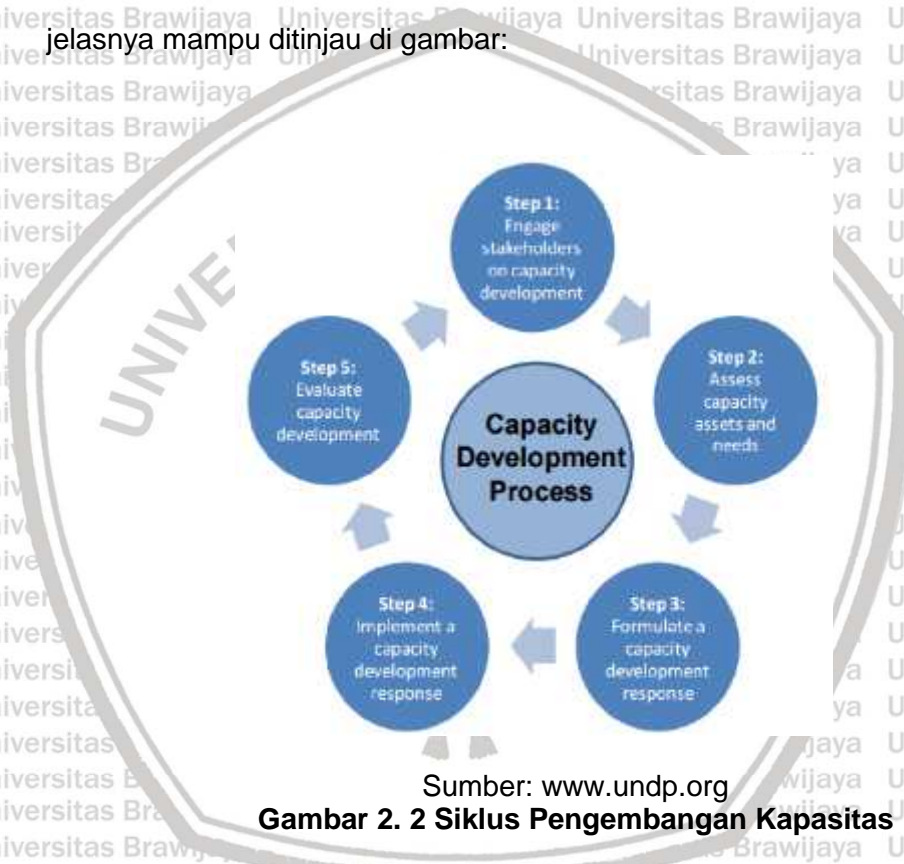 jelasnya mampu ditinjau di gambar:
Step 1:
Engage
stakeholders
on capacity
development
Step 2:
Assess
capacity
assets and
needs
Step 3:
Formulate a
capacity
development
response
Step 4:
Implement a
capacity
development
response
Step 5:
Evaluate
capacity
development
Capacity
Development
Process
Sumber: www.undp.org
Gambar 2. 2 Siklus Pengembangan Kapasitas